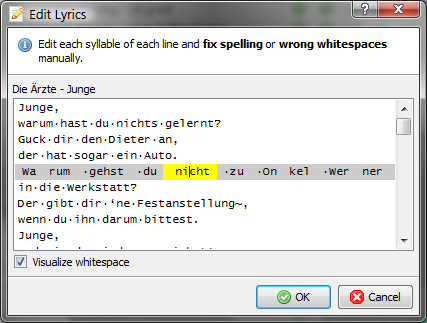 Edit Lyrics
Edit each syllable of each line and fix spelling or wrong whitespaces
manually.
Die Ärzte - Junge
Junge,
warum·hast·du·nichts·gelernt?
Guck·dir·den·Dieter·an,
der·hat·sogar·ein·Auto.
Wa rum ·gehst ·du nicht ·zu ·On kel ·Wer ner
in·die·Werkstatt?
Der·gibt·dir·‘ne·Festanstellung~,
wenn·du·ihn·darum·bittest.
Junge,
Visualize whitespace
OK
Cancel